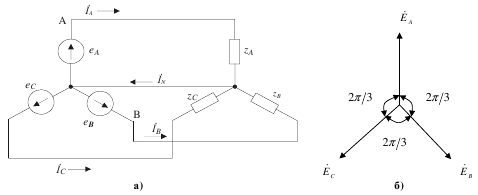 İ_A
A
e_A
z_A
İ_N
e_C
z_C
z_B
e_B
B
İ_B
İ_C
а)
Ė_A
2π/3
2π/3
2π/3
Ė_C
Ė_B
б)